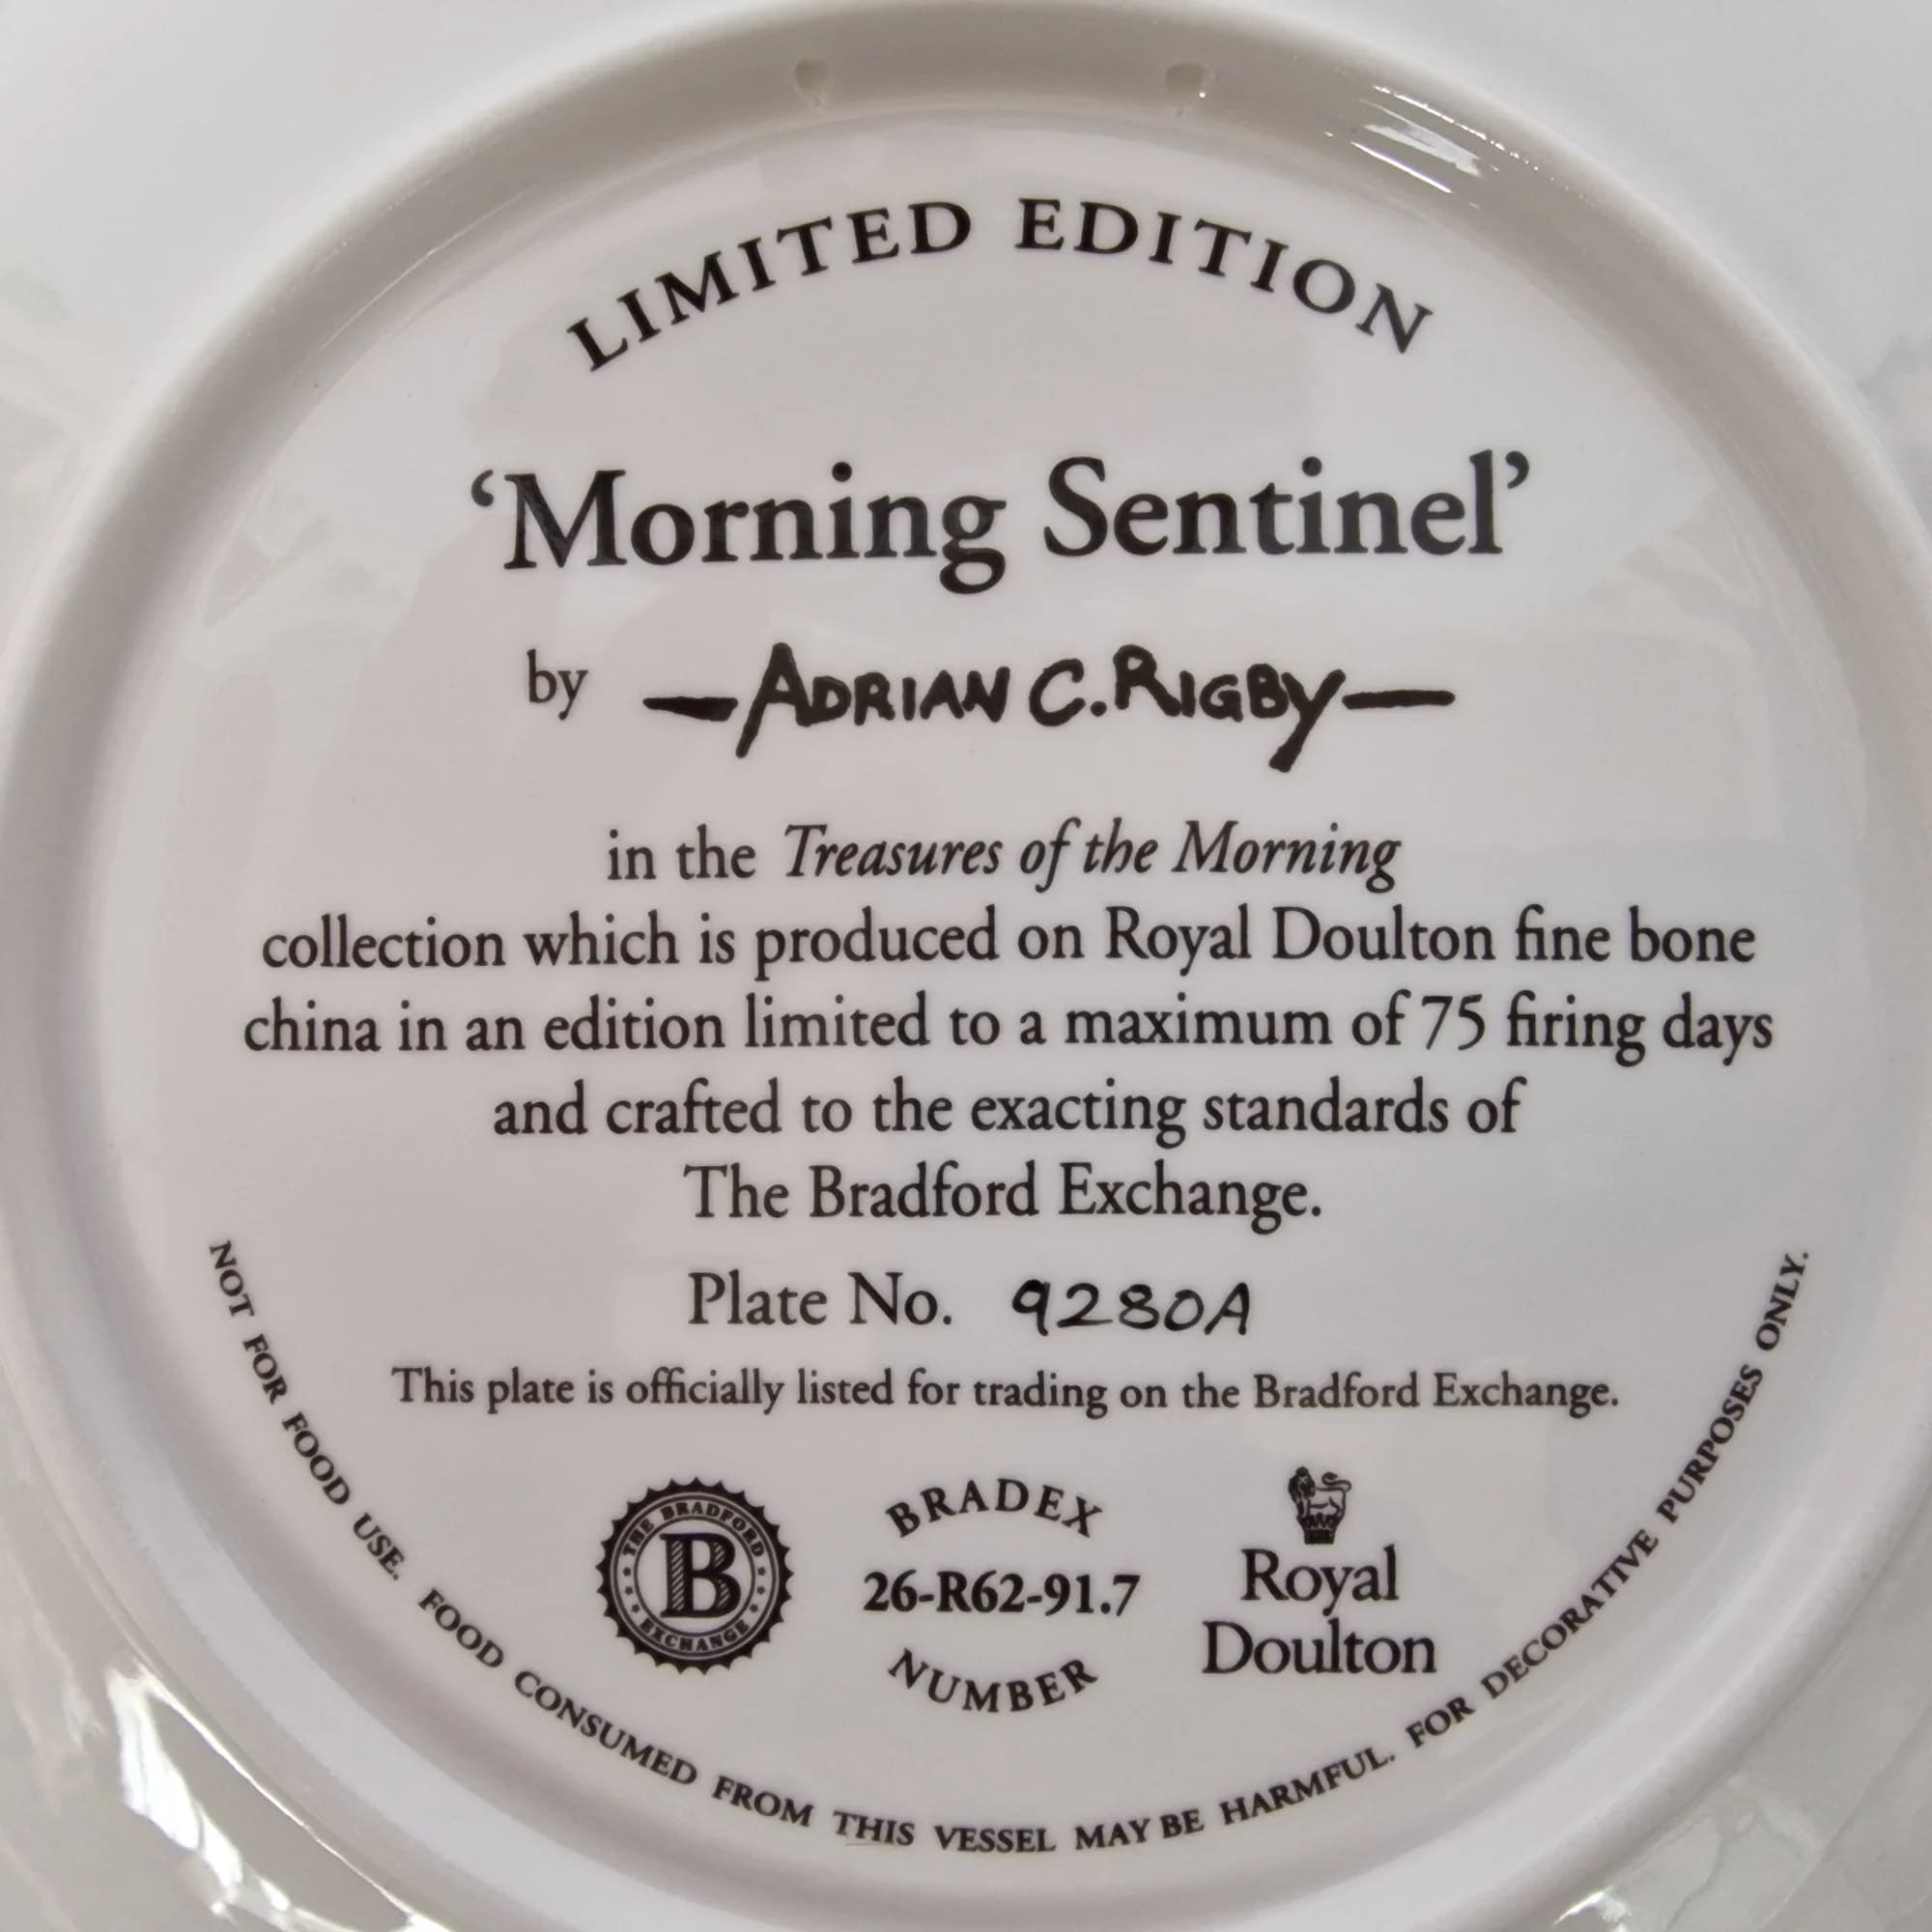 LIMITED EDITION
‘Morning Sentinel’
by —ADRIAN C. RIGBY—
in the Treasures of the Morning
collection which is produced on Royal Doulton fine bone
china in an edition limited to a maximum of 75 firing days
and crafted to the exacting standards of
The Bradford Exchange.
Plate No. 9280A
This plate is officially listed for trading on the Bradford Exchange.
THE BRADFORD
B
EXCHANGE
BRADEX
26-R62-91.7
NUMBER
Royal
Doulton
NOT FOR FOOD USE. FOOD CONSUMED FROM THIS VESSEL MAY BE HARMFUL. FOR DECORATIVE PURPOSES ONLY.